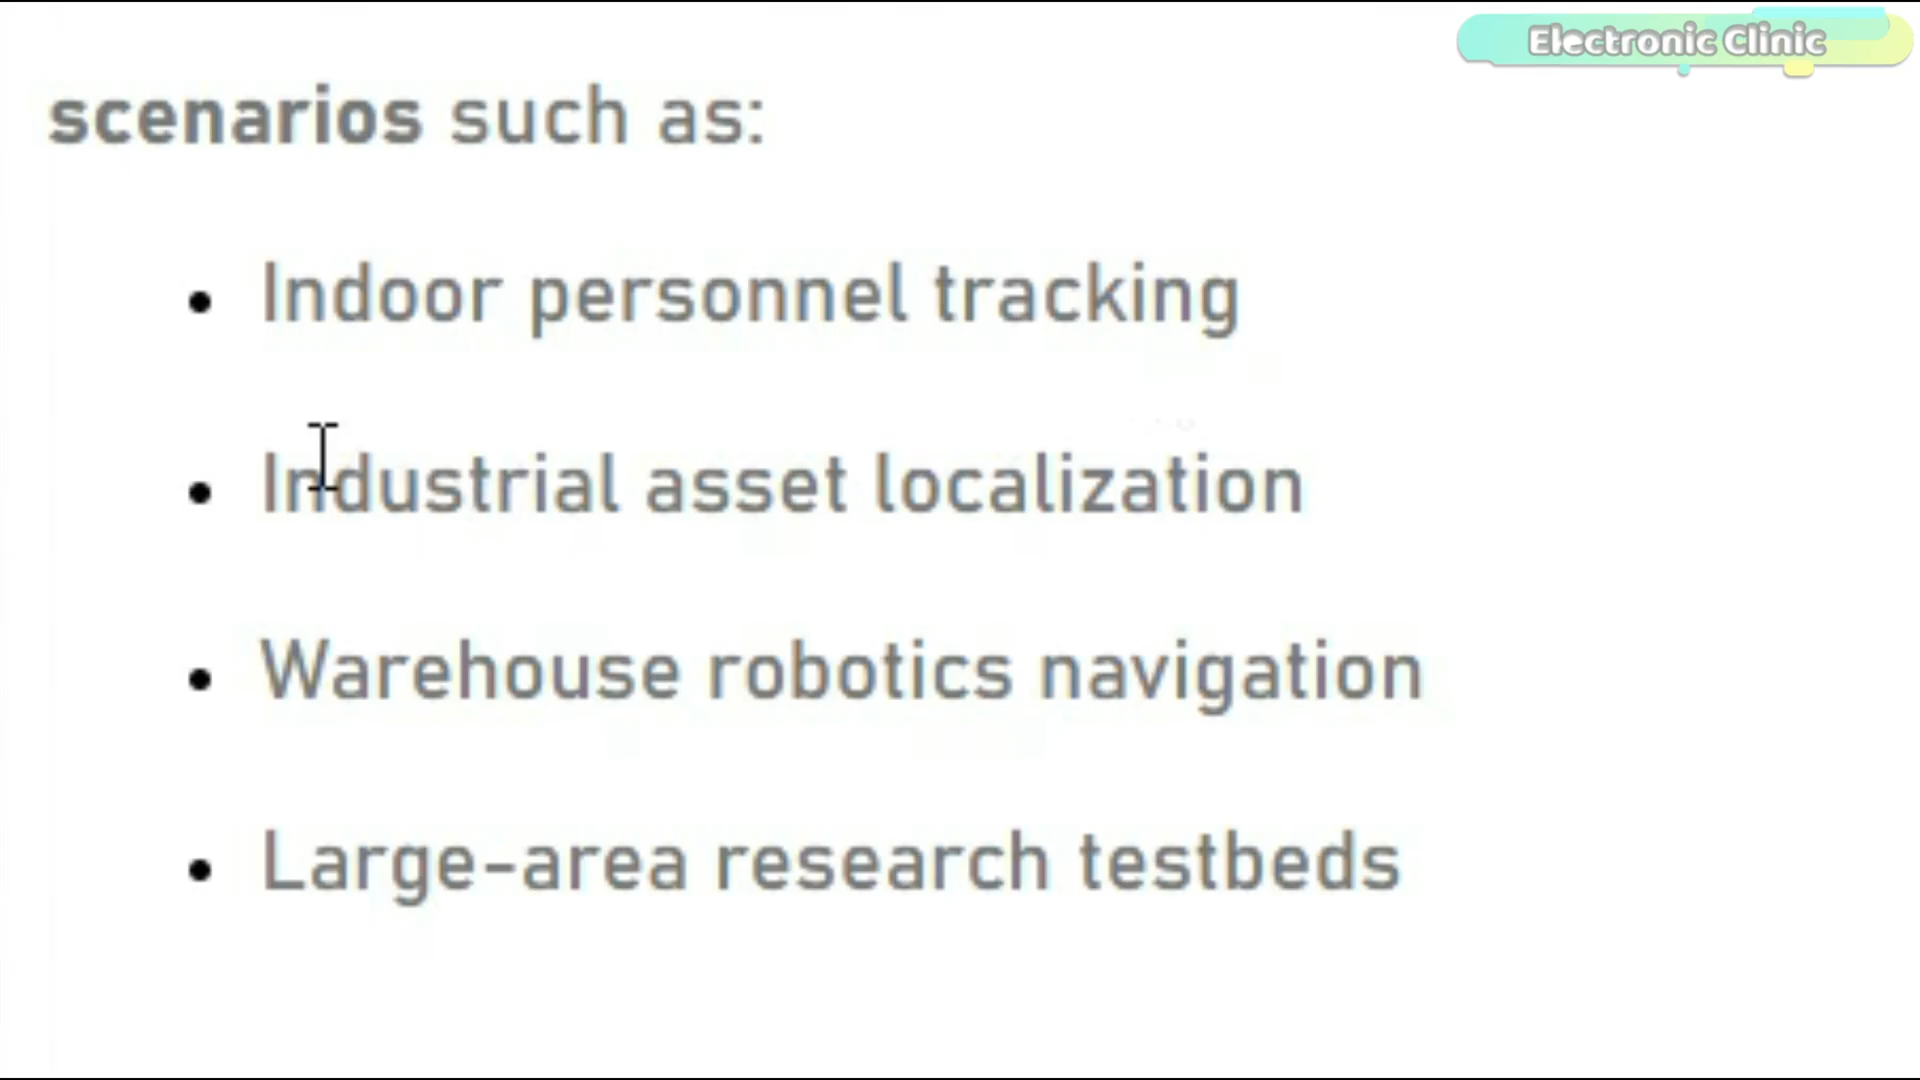 Electronic Clinic
scenarios such as:
• Indoor personnel tracking
• Industrial asset localization
• Warehouse robotics navigation
• Large-area research testbeds